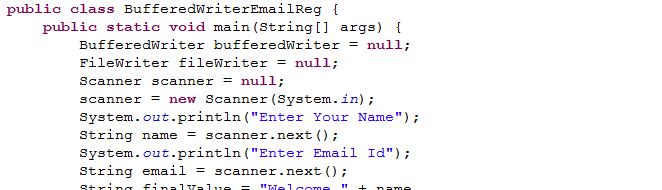 public class BufferedWriterEmailReg {
public static void main(String[] args) {
BufferedWriter bufferedWriter = null;
FileWriter fileWriter = null;
Scanner scanner = null;
scanner = new Scanner(System.in);
System.out.println("Enter Your Name");
String name = scanner.next();
System.out.println("Enter Email Id");
String email = scanner.next();
String finalValue = "Welcome " + name